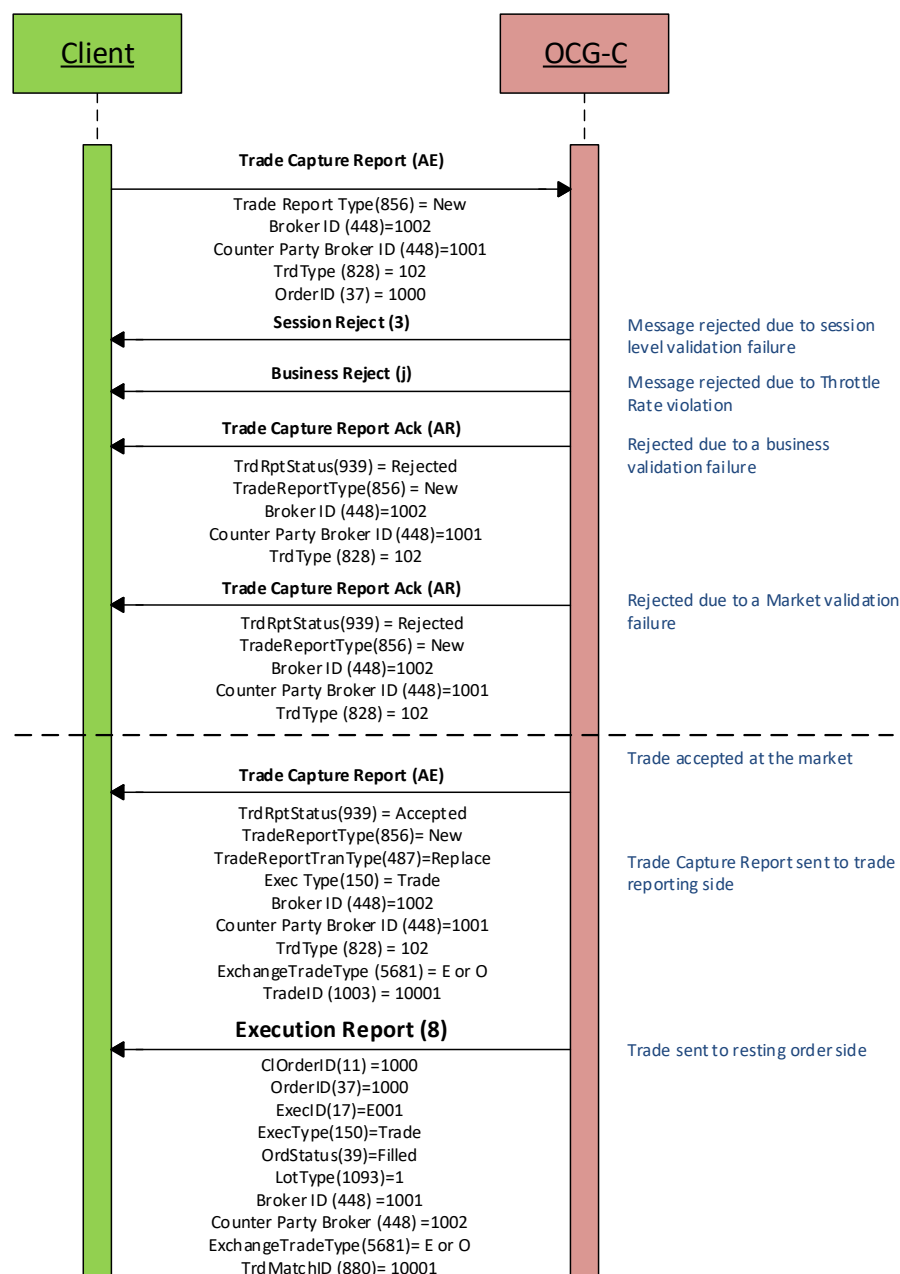 Client
OCG-C
Trade Capture Report (AE)
Trade Report Type(856) = New
Broker ID (448)=1002
Counter Party Broker ID (448)=1001
TrdType (828) = 102
OrderID (37) = 1000
Session Reject (3)
Message rejected due to session
level validation failure
Business Reject (j)
Message rejected due to Throttle
Rate violation
Trade Capture Report Ack (AR)
Rejected due to a business
validation failure
TrdRptStatus(939) = Rejected
TradeReportType(856) = New
Broker ID (448)=1002
Counter Party Broker ID (448)=1001
TrdType (828) = 102
Trade Capture Report Ack (AR)
Rejected due to a Market validation
failure
TrdRptStatus(939) = Rejected
TradeReportType(856) = New
Broker ID (448)=1002
Counter Party Broker ID (448)=1001
TrdType (828) = 102
Trade accepted at the market
Trade Capture Report (AE)
TrdRptStatus(939) = Accepted
TradeReportType(856)= New
TradeReportTranType(487)=Replace
Exec Type(150) = Trade
Broker ID (448)=1002
Counter Party Broker ID (448)=1001
TrdType (828) = 102
ExchangeTradeType (5681) = E or O
TradeID (1003) = 10001
Trade Capture Report sent to trade
reporting side
Execution Report (8)
Trade sent to resting order side
ClOrderID(11) =1000
OrderID(37)=1000
ExecID(17)=E001
ExecType(150)=Trade
OrdStatus(39)=Filled
LotType(1093)=1
Broker ID (448) =1001
Counter Party Broker (448) =1002
ExchangeTradeType(5681)= E or O
TrdMatchID (880)= 10001